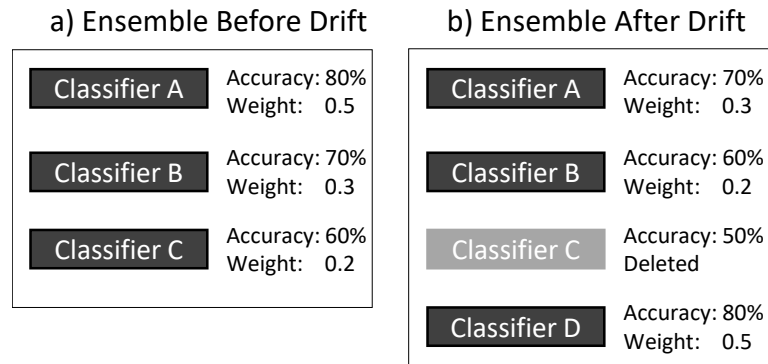 a) Ensemble Before Drift
Classifier A
Accuracy: 80%
Weight: 0.5
Classifier B
Accuracy: 70%
Weight: 0.3
Classifier C
Accuracy: 60%
Weight: 0.2
b) Ensemble After Drift
Classifier A
Accuracy: 70%
Weight: 0.3
Classifier B
Accuracy: 60%
Weight: 0.2
Classifier C
Accuracy: 50%
Deleted
Classifier D
Accuracy: 80%
Weight: 0.5